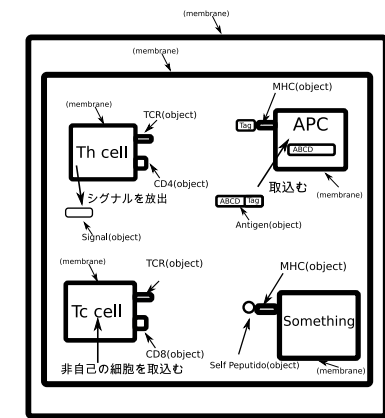 (membrane)
(membrane)
(membrane)
TCR(object)
MHC(object)
Tag
APC
ABCD
Th cell
CD4(object)
取込む
(membrane)
シグナルを放出
ABCD Tag
Antigen(object)
Signal(object)
(membrane)
TCR(object)
MHC(object)
Tc cell
Something
CD8(object)
Self Peputido(object)
(membrane)
非自己の細胞を取込む